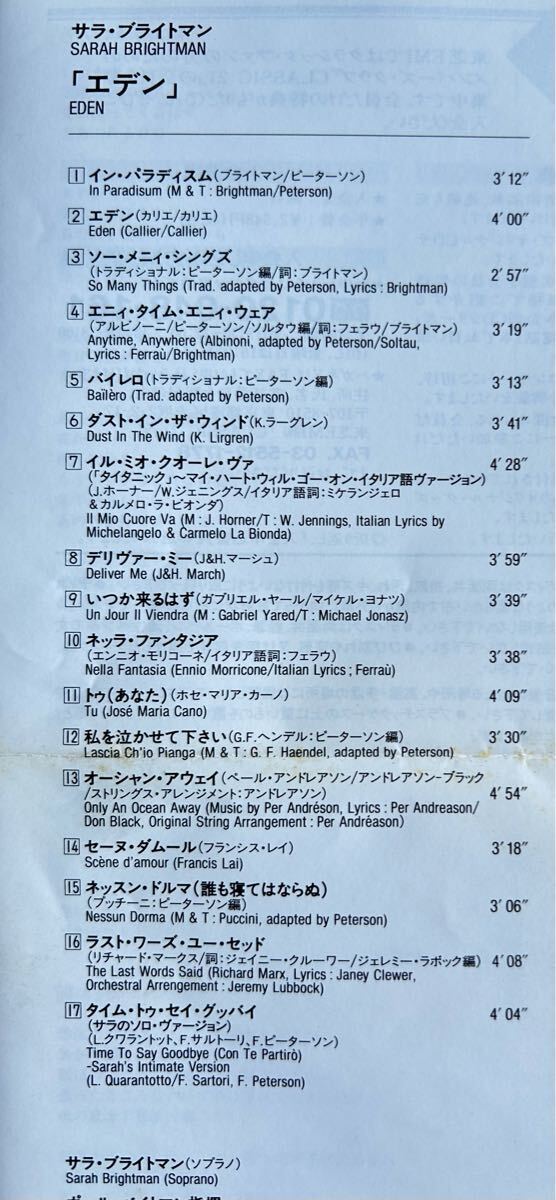 サラ・ブライトマン
SARAH BRIGHTMAN
「エデン」
EDEN
1 イン・パラディスム(ブライトマン/ピーターソン) 3′12″
In Paradisum (M & T : Brightman/Peterson)
2 エデン(カリエ/カリエ) 4′00″
Eden (Callier/Callier)
3 ソー・メニィ・シングズ
(トラディショナル:ピーターソン編/詞:ブライトマン) 2′57″
So Many Things (Trad. adapted by Peterson, Lyrics : Brightman)
4 エニィ・タイム・エニィ・ウェア
(アルビノーニ/ピーターソン/ソルタウ編/詞:フェラウ/ブライトマン) 3′19″
Anytime, Anywhere (Albinoni, adapted by Peterson/Soltau,
Lyrics : Ferraù/Brightman)
5 バイレロ(トラディショナル:ピーターソン編) 3′13″
Baïlèro (Trad. adapted by Peterson)
6 ダスト・イン・ザ・ウィンド(K.ラーグレン) 3′41″
Dust In The Wind (K. Lirgren)
7 イル・ミオ・クオーレ・ヴァ 4′28″
(「タイタニック」〜マイ・ハート・ウィル・ゴー・オン・イタリア語ヴァージョン)
(J.ホーナー/W.ジェニングス/イタリア語詞:ミケランジェロ
&カルメロ・ラ・ビオンダ)
Il Mio Cuore Va (M : J. Horner/T : W. Jennings, Italian Lyrics by
Michelangelo & Carmelo La Bionda)
8 デリヴァー・ミー(J&H.マーシュ) 3′59″
Deliver Me (J&H. March)
9 いつか来るはず(ガブリエル・ヤール/マイケル・ヨナツ) 3′39″
Un Jour Il Viendra (M : Gabriel Yared/T : Michael Jonasz)
10 ネッラ・ファンタジア
(エンニオ・モリコーネ/イタリア語詞:フェラウ) 3′38″
Nella Fantasia (Ennio Morricone/Italian Lyrics ; Ferraù)
11 トゥ(あなた)(ホセ・マリア・カーノ) 4′09″
Tu (José Maria Cano)
12 私を泣かせて下さい(G.F.ヘンデル:ピーターソン編) 3′30″
Lascia Ch'io Pianga (M & T : G. F. Haendel, adapted by Peterson)
13 オーシャン・アウェイ(ペール・アンドレアソン/アンドレアソン-ブラック
/ストリングス・アレンジメント:アンドレアソン) 4′54″
Only An Ocean Away (Music by Per Andréson, Lyrics : Per Andreason/
Don Black, Original String Arrangement : Per Andréason)
14 セーヌ・ダムール(フランシス・レイ) 3′18″
Scène d'amour (Francis Lai)
15 ネッスン・ドルマ(誰も寝てはならぬ)
(プッチーニ:ピーターソン編) 3′06″
Nessun Dorma (M & T : Puccini, adapted by Peterson)
16 ラスト・ワーズ・ユー・セッド
(リチャード・マークス/詞:ジェイニー・クルーワー/ジェレミー・ラボック編) 4′08″
The Last Words Said (Richard Marx, Lyrics : Janey Clewer,
Orchestral Arrangement : Jeremy Lubbock)
17 タイム・トゥ・セイ・グッバイ 4′04″
(サラのソロ・ヴァージョン)
(L.クワラントット、F.サルトーリ、F.ピーターソン)
Time To Say Goodbye (Con Te Partirò)
-Sarah's Intimate Version
(L. Quarantotto/F. Sartori, F. Peterson)
サラ・ブライトマン(ソプラノ)
Sarah Brightman (Soprano)